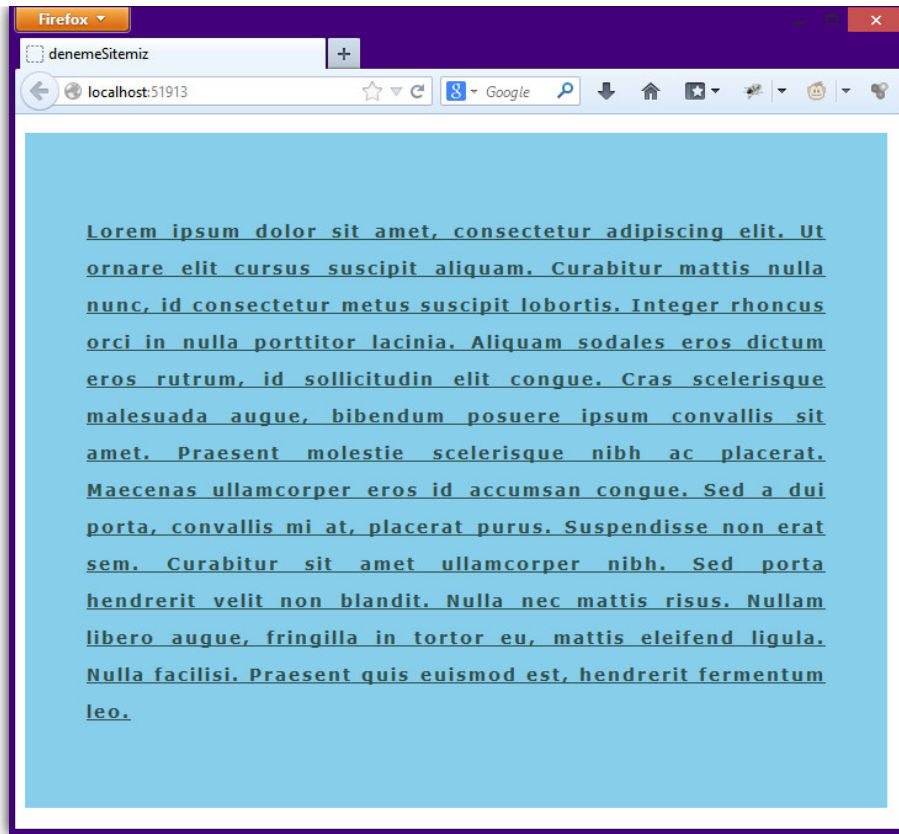 Firefox
denemeSitemiz
localhost:51913
8 Google
Lorem ipsum dolor sit amet, consectetur adipiscing elit. Ut
ornare elit cursus suscipit aliquam. Curabitur mattis nulla
nunc, id consectetur metus suscipit lobortis. Integer rhoncus
orci in nulla porttitor lacinia. Aliquam sodales eros dictum
eros rutrum, id sollicitudin elit congue. Cras scelerisque
malesuada augue, bibendum posuere ipsum convallis sit
amet. Praesent molestie scelerisque nibh ac placerat.
Maecenas ullamcorper eros id accumsan congue. Sed a dui
porta, convallis mi at, placerat purus. Suspendisse non erat
sem. Curabitur sit amet ullamcorper nibh. Sed porta
hendrerit velit non blandit. Nulla nec mattis risus. Nullam
libero augue, fringilla in tortor eu, mattis eleifend ligula.
Nulla facilisi. Praesent quis euismod est, hendrerit fermentum
leo.